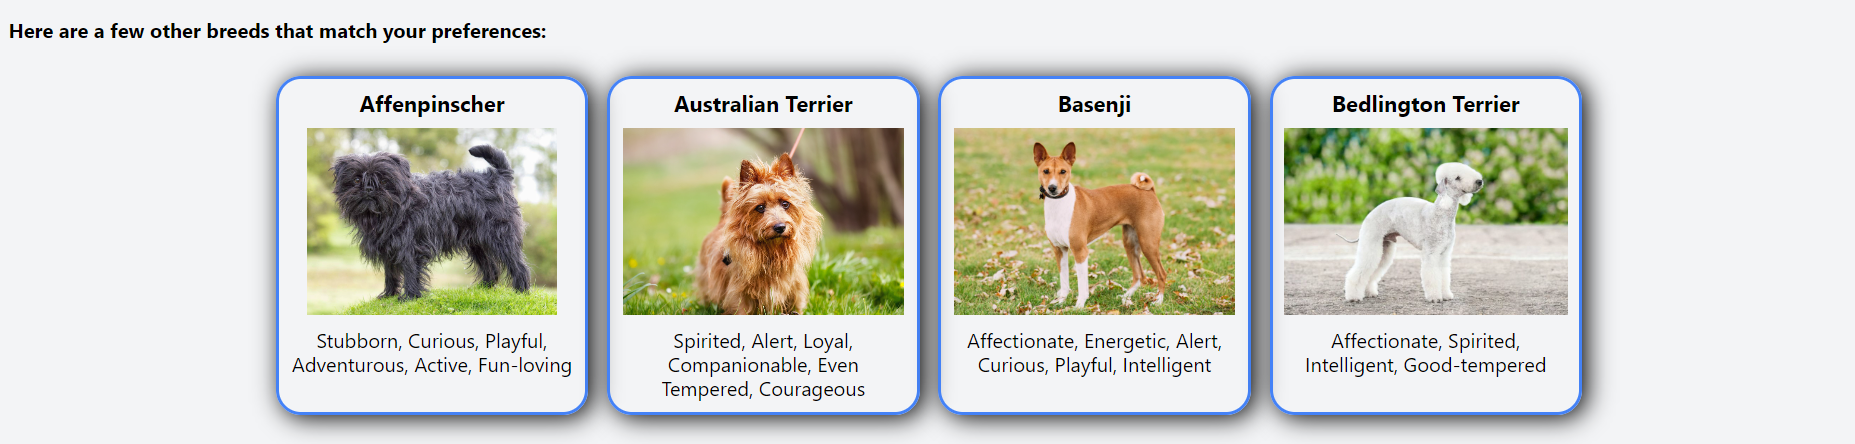 Here are a few other breeds that match your preferences:
Affenpinscher
Stubborn, Curious, Playful,
Adventurous, Active, Fun-loving
Australian Terrier
Spirited, Alert, Loyal,
Companionable, Even
Tempered, Courageous
Basenji
Affectionate, Energetic, Alert,
Curious, Playful, Intelligent
Bedlington Terrier
Affectionate, Spirited,
Intelligent, Good-tempered